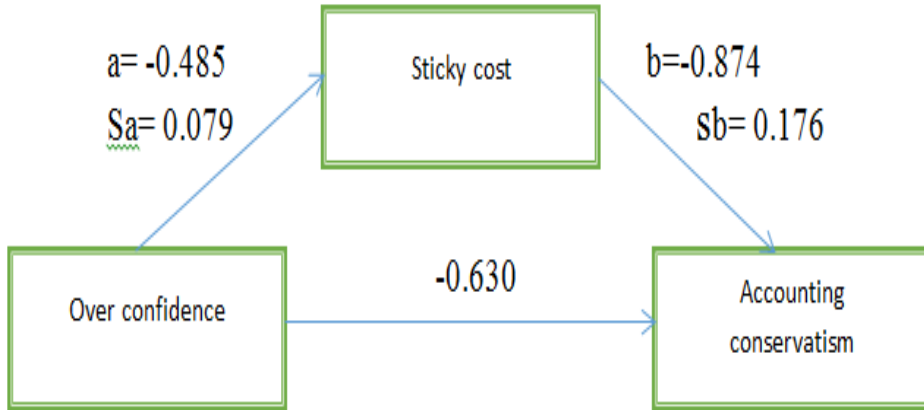 a= -0.485
Sa= 0.079
Sticky cost
b=-0.874
sb= 0.176
Over confidence
-0.630
Accounting
conservatism